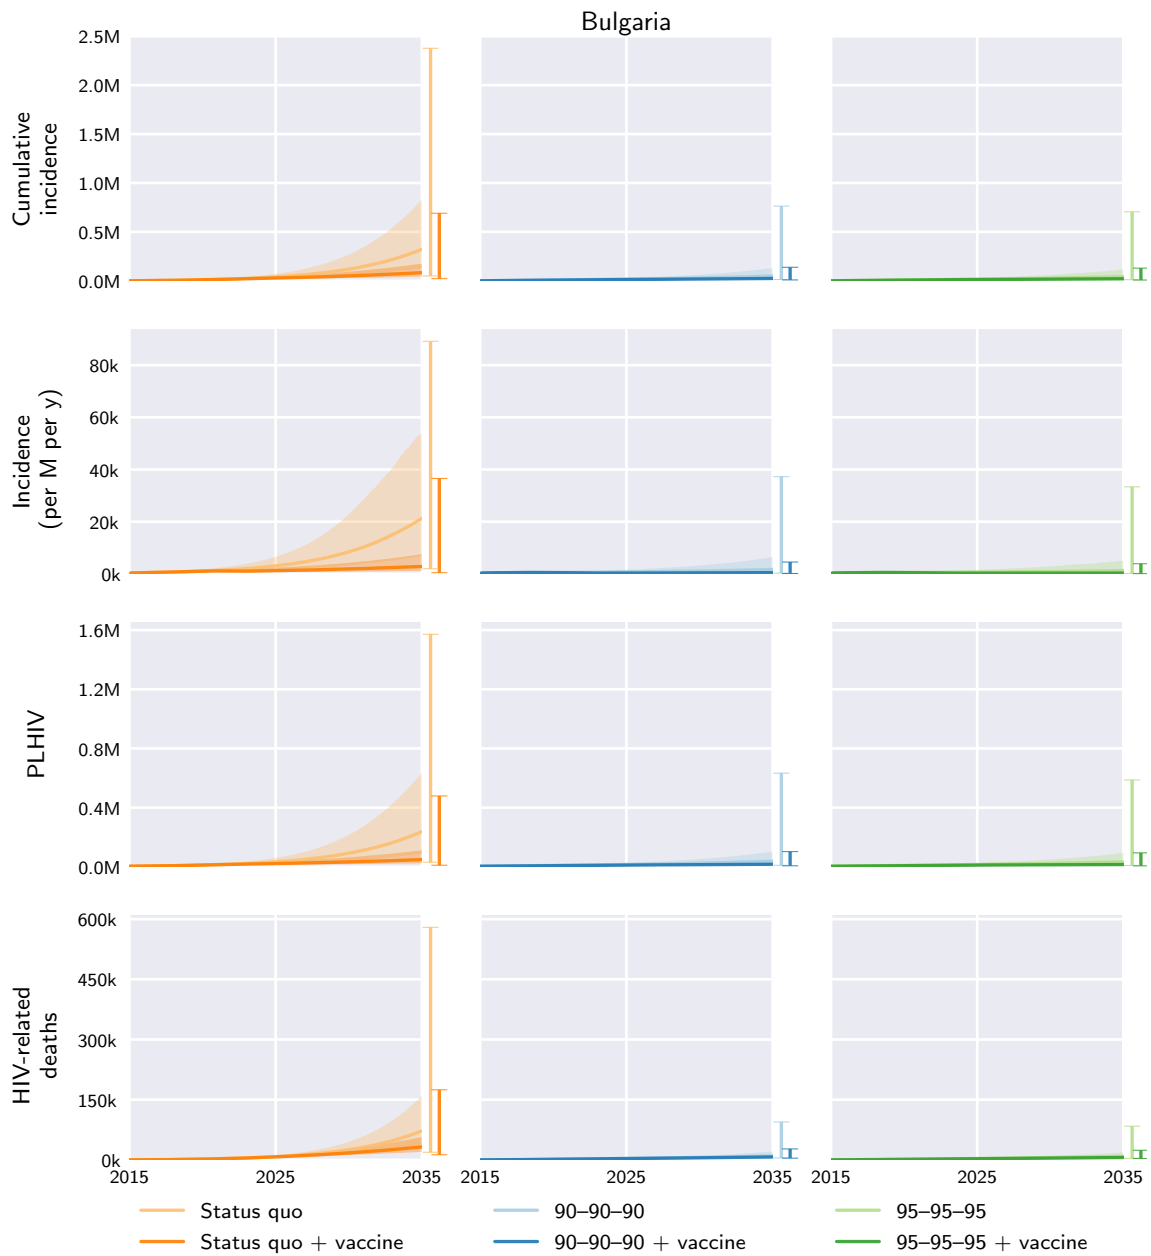 Bulgaria
Cumulative
incidence
2.5M
2.0M
1.5M
1.0M
0.5M
0.0M
Incidence
(per M per y)
80k
60k
40k
20k
0k
PLHIV
1.6M
1.2M
0.8M
0.4M
0.0M
HIV-related
deaths
600k
450k
300k
150k
0k
2015 2025 2035 2015 2025 2035 2015 2025 2035
Status quo 90–90–90 95–95–95
Status quo + vaccine 90–90–90 + vaccine 95–95–95 + vaccine